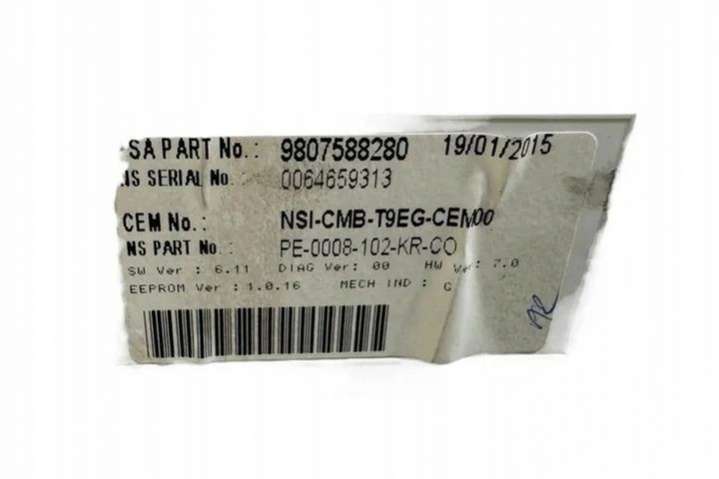 SA PART No.: 9807588280 19/01/2015
IS SERIAL No.: 0064659313
CEM No.: NSI-CMB-T9EG-CEM00
NS PART No.: PE-0008-102-KR-CO
SW Ver : 6.11 DIAG Ver: 00 HW Ver: 7.0
EEPROM Ver : 1.0.16 MECH IND : C